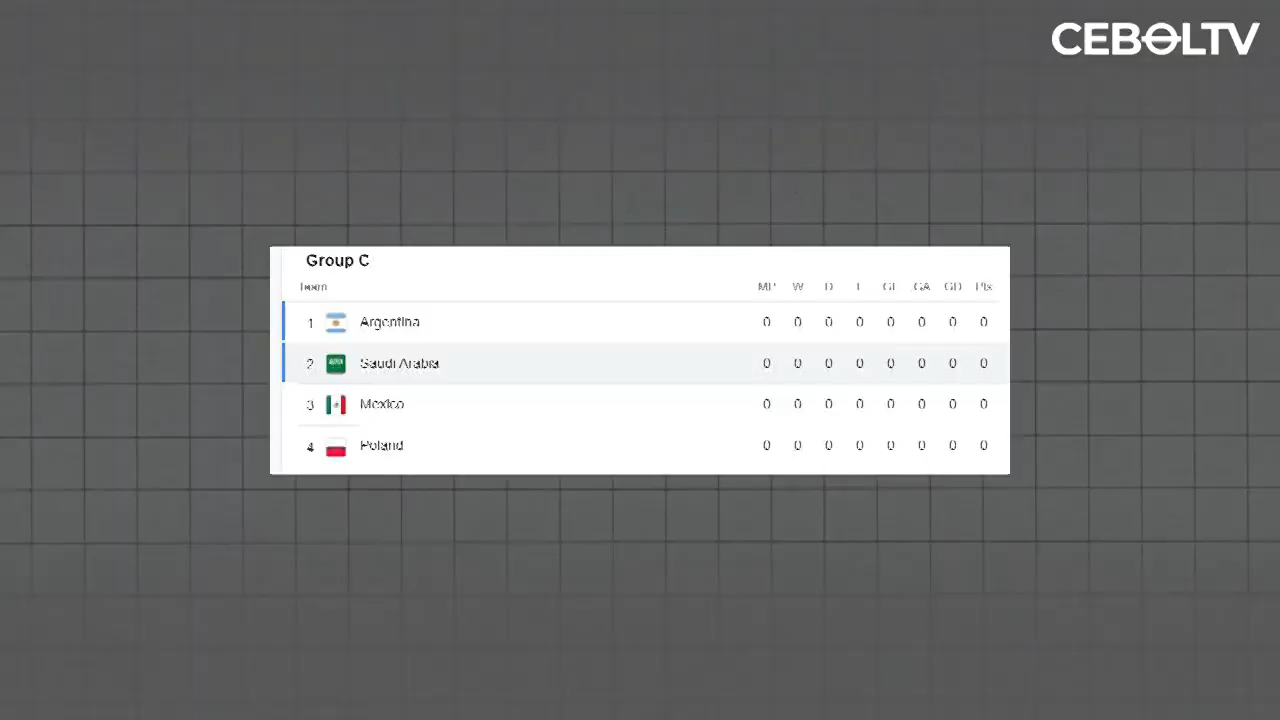 CEBOLTV
Group C
Team MP W D L GF GA GD Pts
1 Argentina 0 0 0 0 0 0 0 0
2 Saudi Arabia 0 0 0 0 0 0 0 0
3 Mexico 0 0 0 0 0 0 0 0
4 Poland 0 0 0 0 0 0 0 0